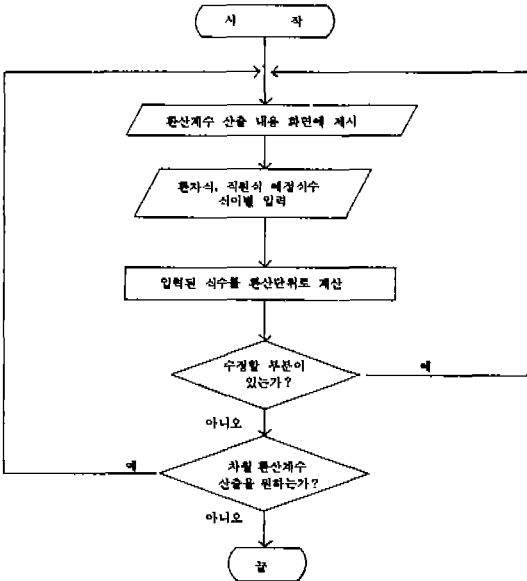 시 작
환산계수 산출 내용 화면에 제시
환자식, 직원식 예정식수
식이별 입력
입력된 식수를 환산단위로 계산
수정할 부분이
있는가?
예
아니오
차월 환산계수
산출을 원하는가?
예
아니오
끝